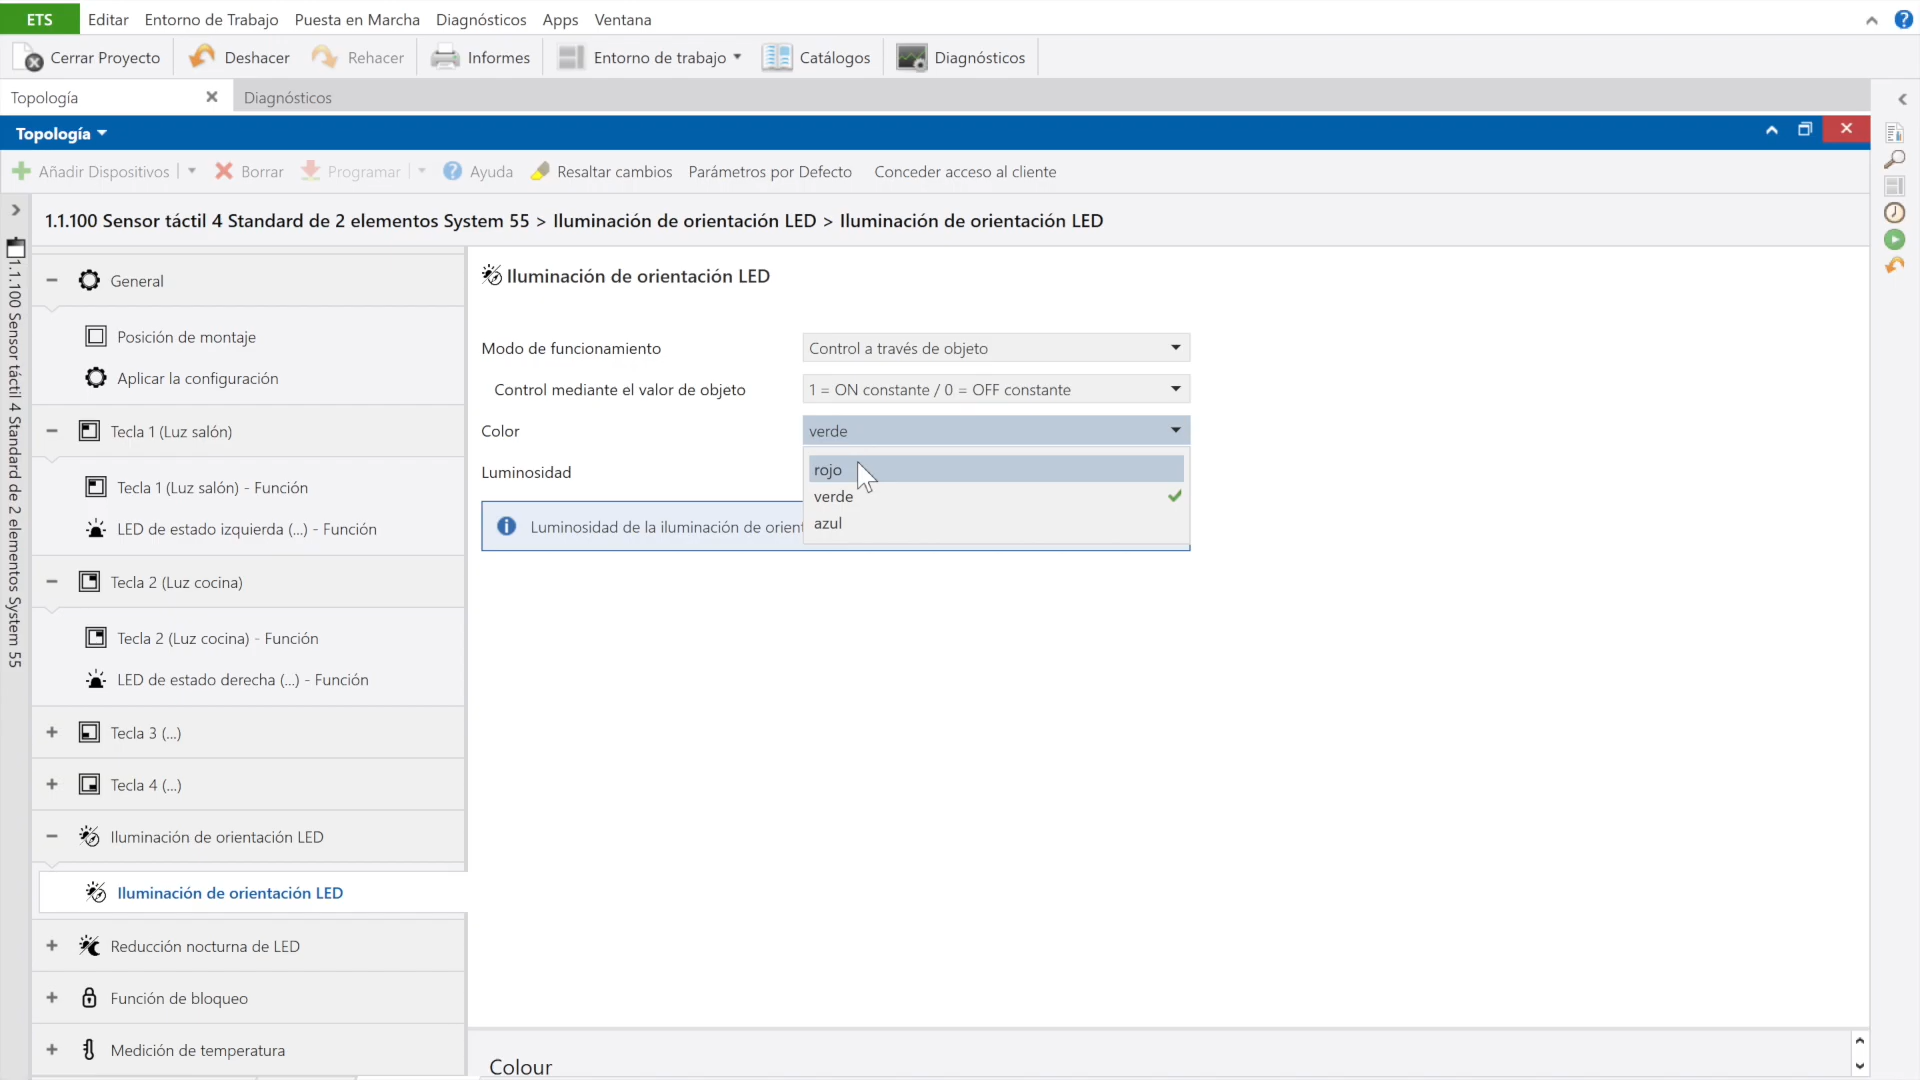 ETS Editar Entorno de Trabajo Puesta en Marcha Diagnósticos Apps Ventana
Cerrar Proyecto Deshacer Rehacer Informes Entorno de trabajo Catálogos Diagnósticos
Topología Diagnósticos
Topología
Añadir Dispositivos Borrar Programar Ayuda Resaltar cambios Parámetros por Defecto Conceder acceso al cliente
1.1.100 Sensor táctil 4 Standard de 2 elementos System 55 > Iluminación de orientación LED > Iluminación de orientación LED
1.1.100 Sensor táctil 4 Standard de 2 elementos System 55
General
Posición de montaje
Aplicar la configuración
Tecla 1 (Luz salón)
Tecla 1 (Luz salón) - Función
LED de estado izquierda (...) - Función
Tecla 2 (Luz cocina)
Tecla 2 (Luz cocina) - Función
LED de estado derecha (...) - Función
Tecla 3 (...)
Tecla 4 (...)
Iluminación de orientación LED
Iluminación de orientación LED
Reducción nocturna de LED
Función de bloqueo
Medición de temperatura
Iluminación de orientación LED
Modo de funcionamiento Control a través de objeto
Control mediante el valor de objeto 1 = ON constante / 0 = OFF constante
Color verde
Luminosidad
rojo
verde
azul
Luminosidad de la iluminación de orient
Colour